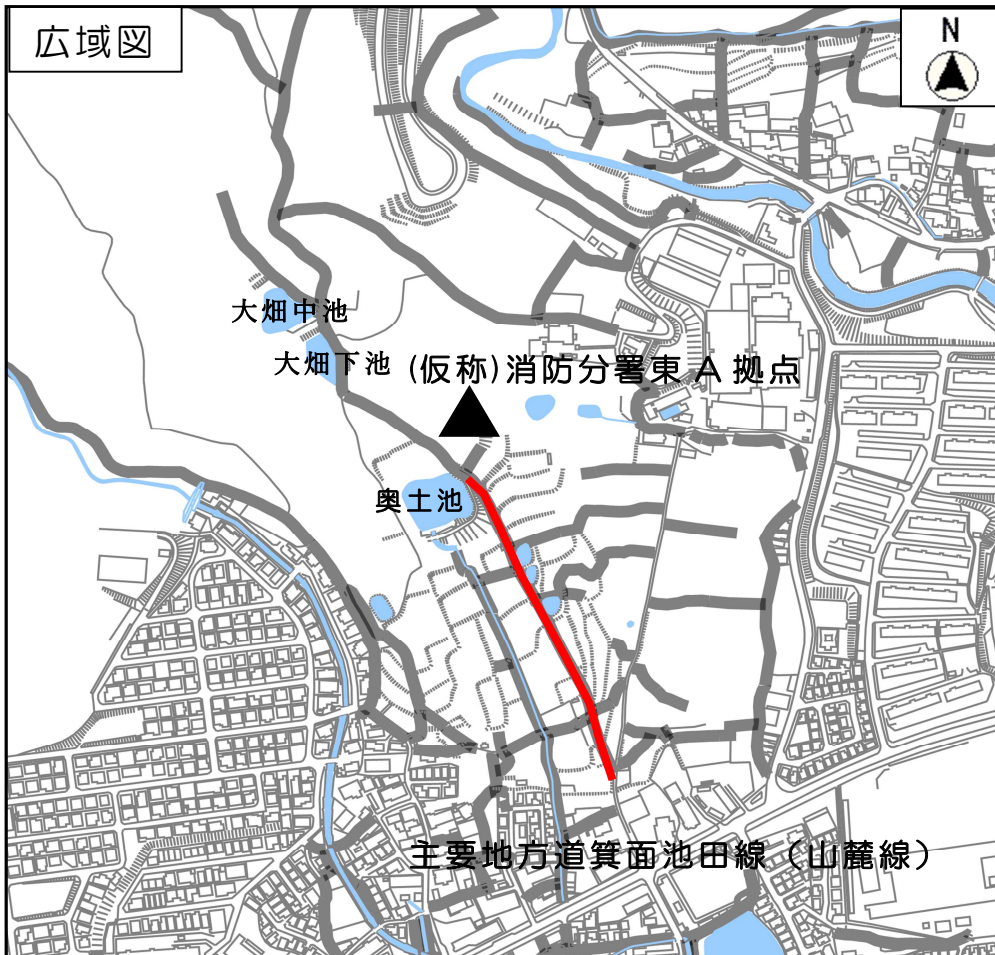 広域図
N
大畑中池
大畑下池
(仮称)消防分署東 A 拠点
奥土池
主要地方道箕面池田線（山麓線）